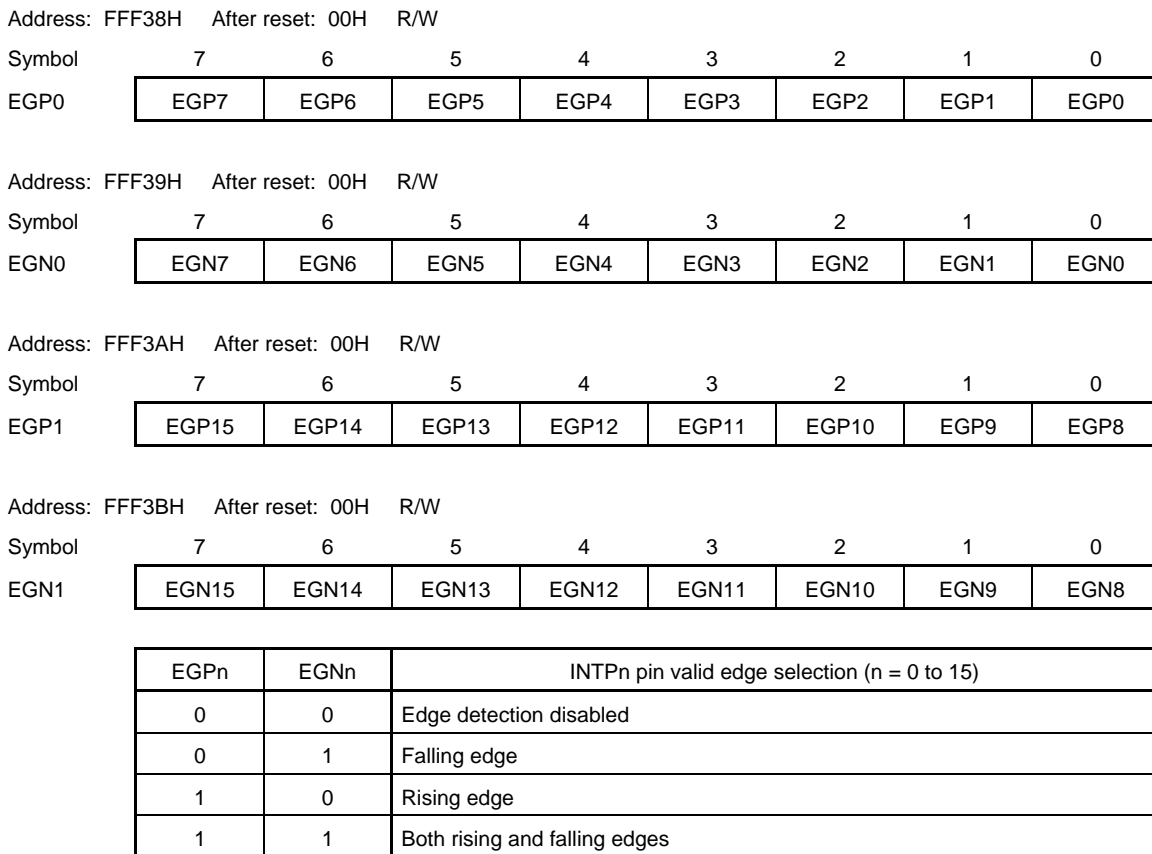 Address: FFF38H After reset: 00H R/W
Symbol 7 6 5 4 3 2 1 0
EGP0 EGP7 EGP6 EGP5 EGP4 EGP3 EGP2 EGP1 EGP0
Address: FFF39H After reset: 00H R/W
Symbol 7 6 5 4 3 2 1 0
EGN0 EGN7 EGN6 EGN5 EGN4 EGN3 EGN2 EGN1 EGN0
Address: FFF3AH After reset: 00H R/W
Symbol 7 6 5 4 3 2 1 0
EGP1 EGP15 EGP14 EGP13 EGP12 EGP11 EGP10 EGP9 EGP8
Address: FFF3BH After reset: 00H R/W
Symbol 7 6 5 4 3 2 1 0
EGN1 EGN15 EGN14 EGN13 EGN12 EGN11 EGN10 EGN9 EGN8
EGPn EGNn INTPn pin valid edge selection (n = 0 to 15)
0 0 Edge detection disabled
0 1 Falling edge
1 0 Rising edge
1 1 Both rising and falling edges